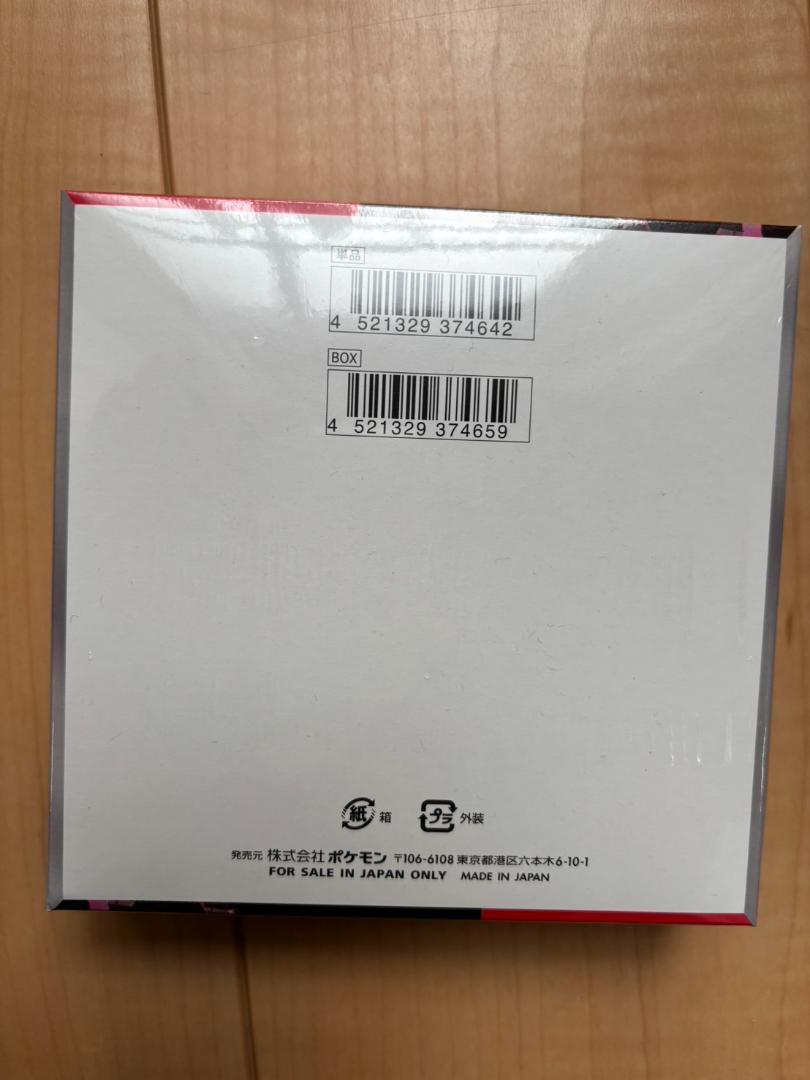 単品
4 521329 374642
BOX
4 521329 374659
紙 箱 プラ 外装
発売元 株式会社 ポケモン 〒106-6108 東京都港区六本木6-10-1
FOR SALE IN JAPAN ONLY MADE IN JAPAN